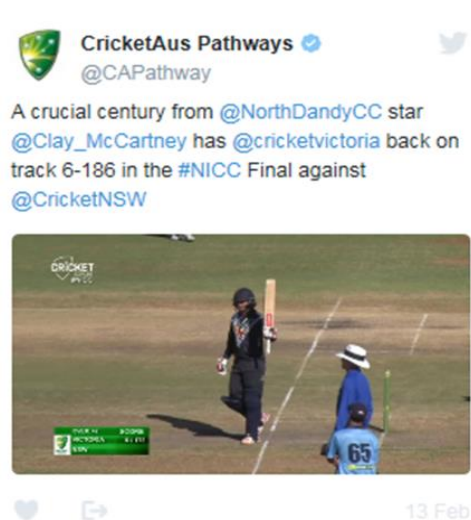 CricketAus Pathways
@CAPathway
A crucial century from @NorthDandyCC star
@Clay_McCartney has @cricketvictoria back on
track 6-186 in the #NICC Final against
@CricketNSW
CRICKET
VICTORIA
NSW
65
13 Feb